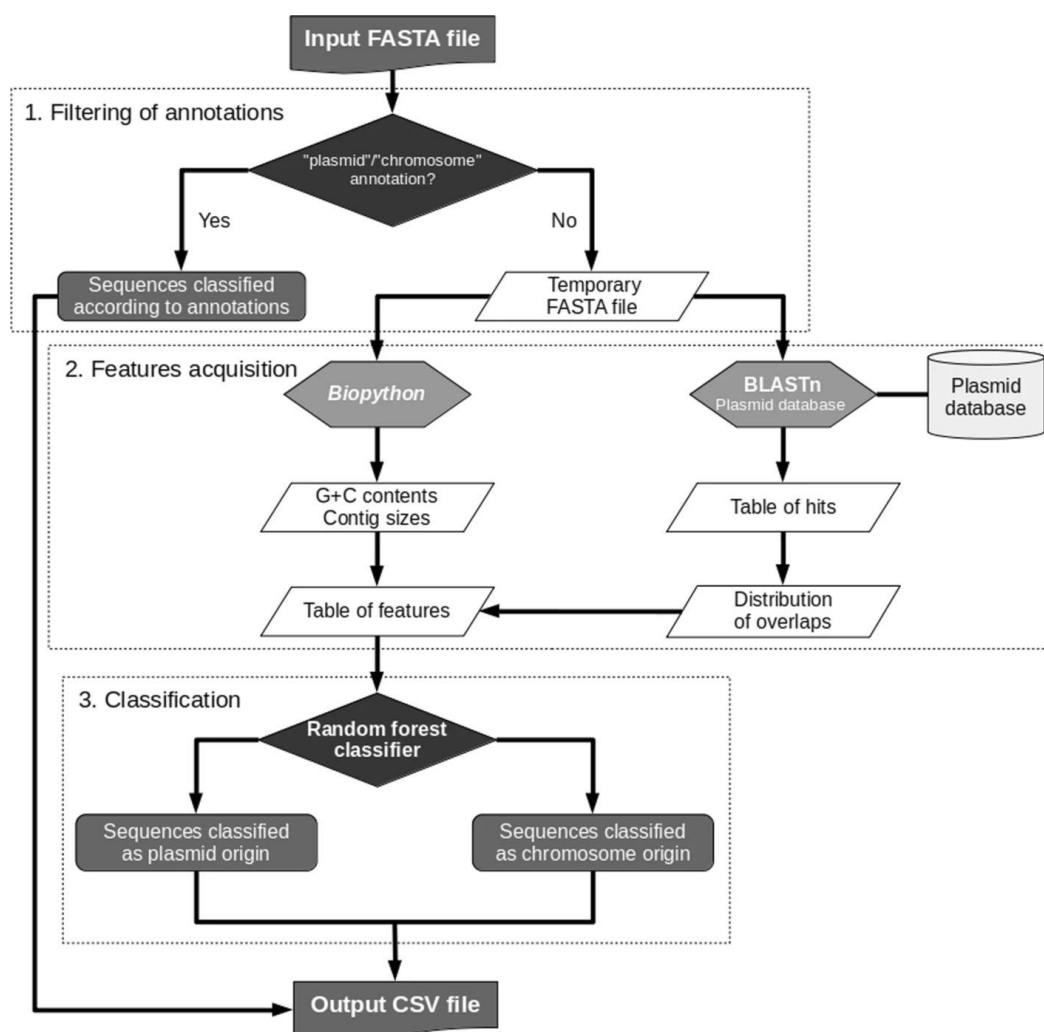 Input FASTA file
1. Filtering of annotations
"plasmid"/"chromosome"
annotation?
Yes
No
Sequences classified
according to annotations
Temporary
FASTA file
2. Features acquisition
Biopython
BLASTn
Plasmid database
Plasmid
database
G+C contents
Contig sizes
Table of hits
Table of features
Distribution
of overlaps
3. Classification
Random forest
classifier
Sequences classified
as plasmid origin
Sequences classified
as chromosome origin
Output CSV file